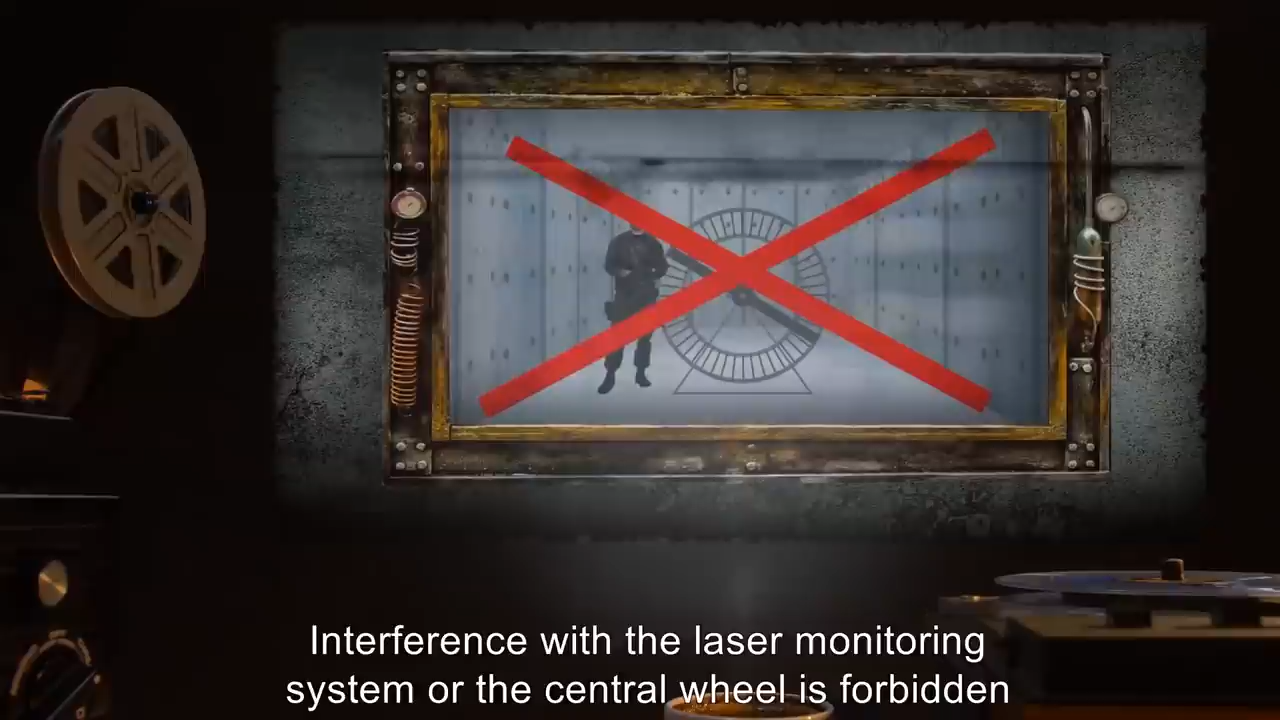 Interference with the laser monitoring
system or the central wheel is forbidden